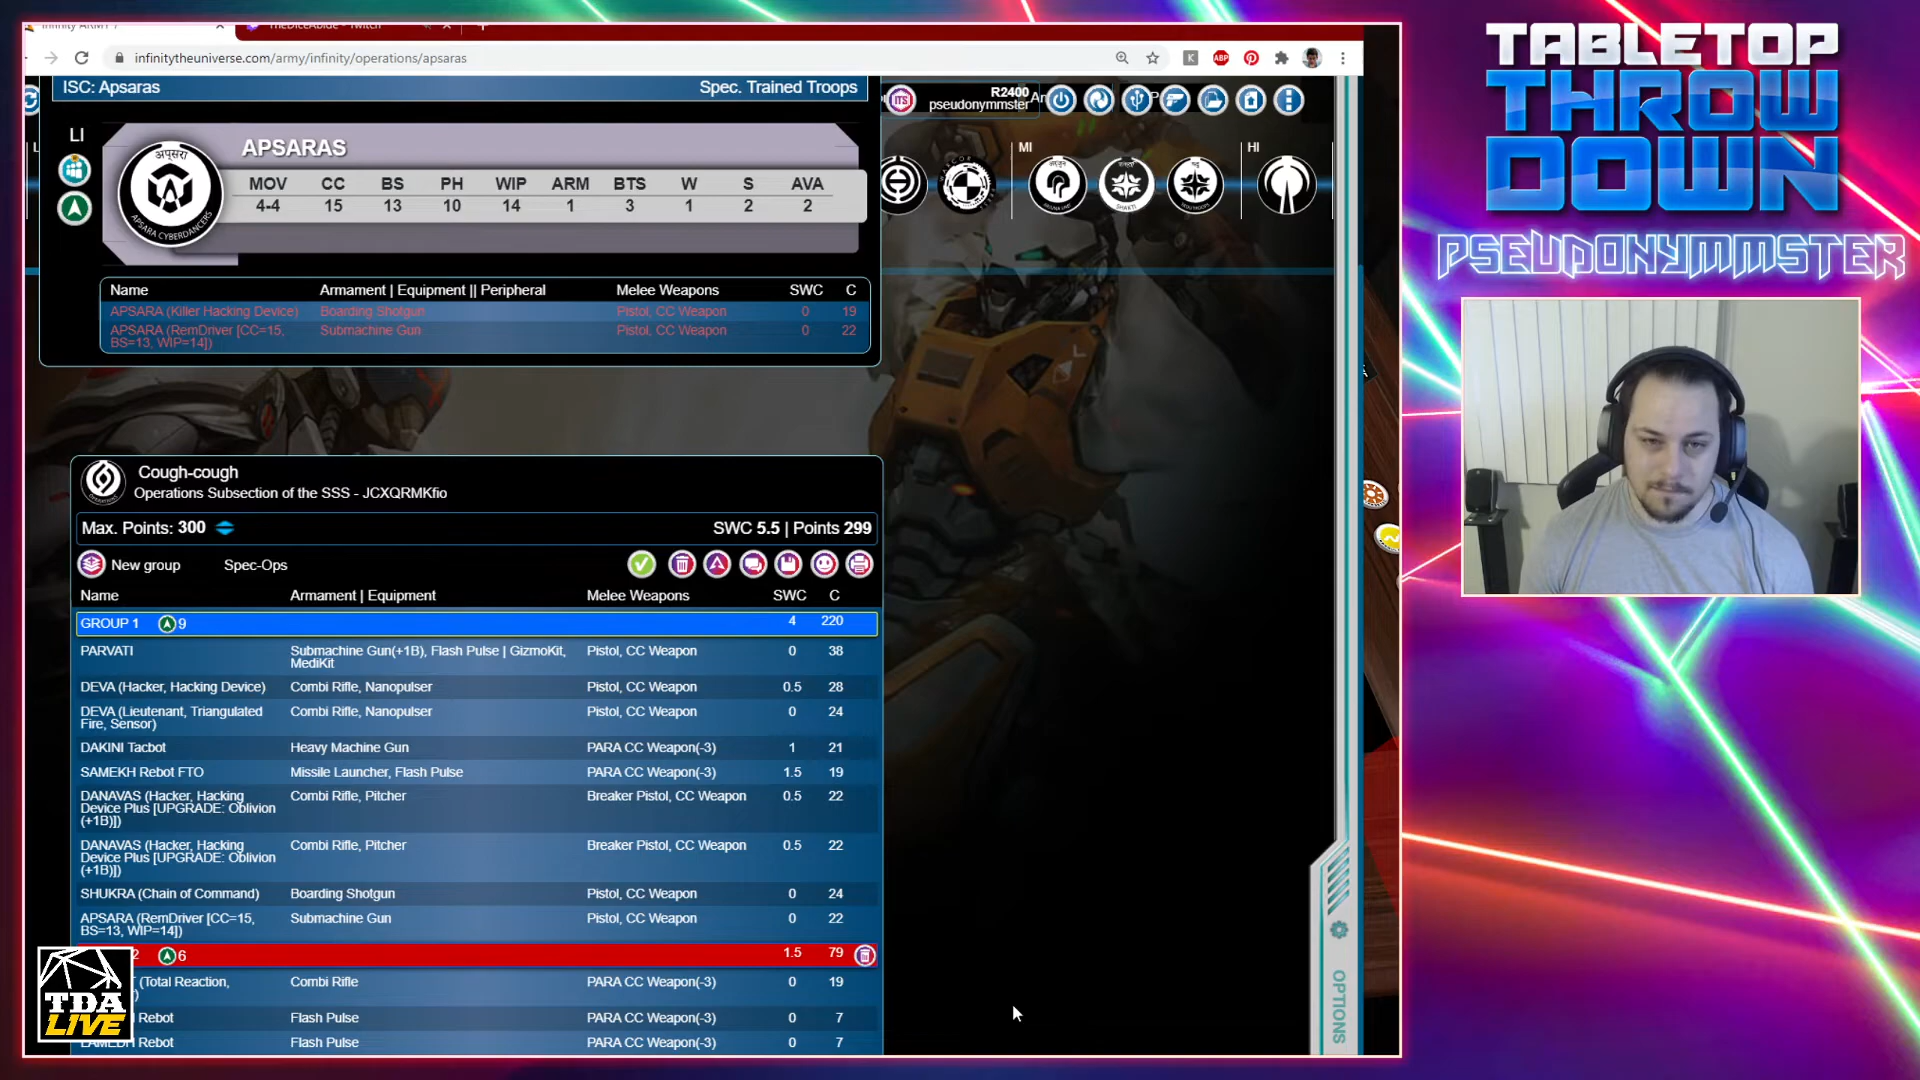 Infinity ARMY 7
TheDiceAbide - Twitch
infinitytheuniverse.com/army/infinity/operations/apsaras
ISC: Apsaras
Spec. Trained Troops
LI
अप्सरा
APSARA CYBERDANCERS
APSARAS
MOV CC BS PH WIP ARM BTS W S AVA
4-4 15 13 10 14 1 3 1 2 2
Name Armament | Equipment || Peripheral Melee Weapons SWC C
APSARA (Killer Hacking Device) Boarding Shotgun Pistol, CC Weapon 0 19
APSARA (RemDriver [CC=15, Submachine Gun Pistol, CC Weapon 0 22
BS=13, WIP=14])
ITS
R2400
pseudonymmster
MI
HI
WARCOR
SHAKTI
Cough-cough
Operations Subsection of the SSS - JCXQRMKfio
Max. Points: 300
SWC 5.5 | Points 299
New group Spec-Ops
Name Armament | Equipment Melee Weapons SWC C
GROUP 1 9 4 220
PARVATI Submachine Gun(+1B), Flash Pulse | GizmoKit, Pistol, CC Weapon 0 38
MediKit
DEVA (Hacker, Hacking Device) Combi Rifle, Nanopulser Pistol, CC Weapon 0.5 28
DEVA (Lieutenant, Triangulated Combi Rifle, Nanopulser Pistol, CC Weapon 0 24
Fire, Sensor)
DAKINI Tacbot Heavy Machine Gun PARA CC Weapon(-3) 1 21
SAMEKH Rebot FTO Missile Launcher, Flash Pulse PARA CC Weapon(-3) 1.5 19
DANAVAS (Hacker, Hacking Combi Rifle, Pitcher Breaker Pistol, CC Weapon 0.5 22
Device Plus [UPGRADE: Oblivion
(+1B)])
DANAVAS (Hacker, Hacking Combi Rifle, Pitcher Breaker Pistol, CC Weapon 0.5 22
Device Plus [UPGRADE: Oblivion
(+1B)])
SHUKRA (Chain of Command) Boarding Shotgun Pistol, CC Weapon 0 24
APSARA (RemDriver [CC=15, Submachine Gun Pistol, CC Weapon 0 22
BS=13, WIP=14])
2 6 1.5 79
(Total Reaction, Combi Rifle PARA CC Weapon(-3) 0 19
Rebot Flash Pulse PARA CC Weapon(-3) 0 7
LAMEDH Rebot Flash Pulse PARA CC Weapon(-3) 0 7
OPTIONS
K
ABP
TDA
LIVE
TABLETOP
THROW
DOWN
PSEUDONYMMSTER